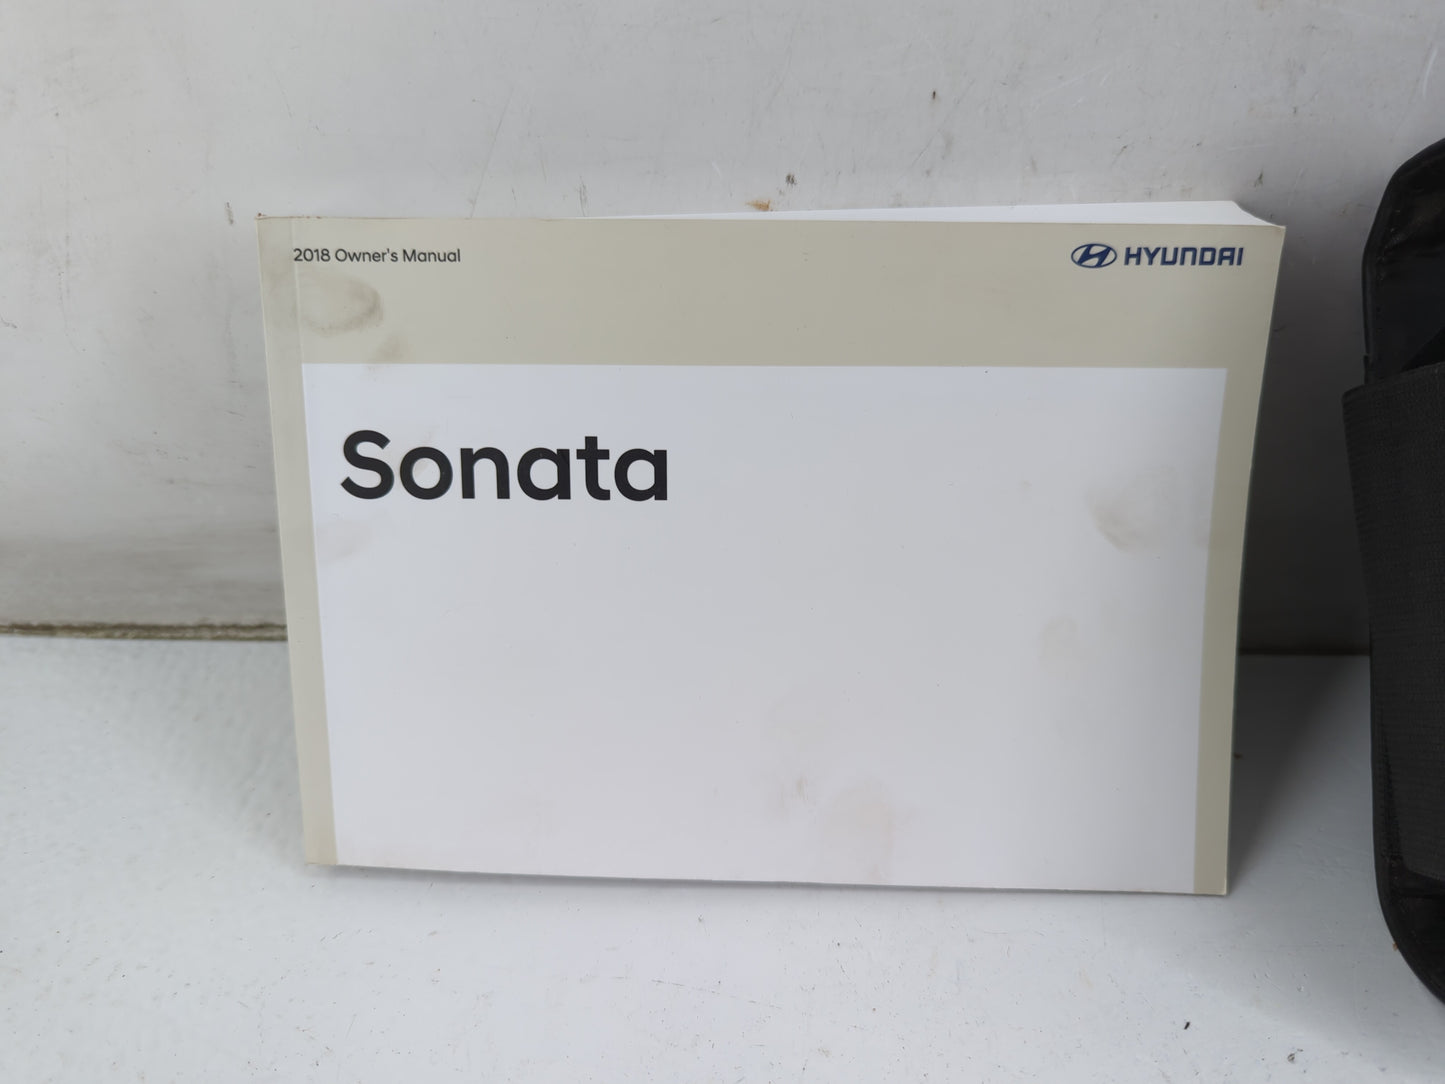 2018 Owner's Manual
HYUNDAI
Sonata